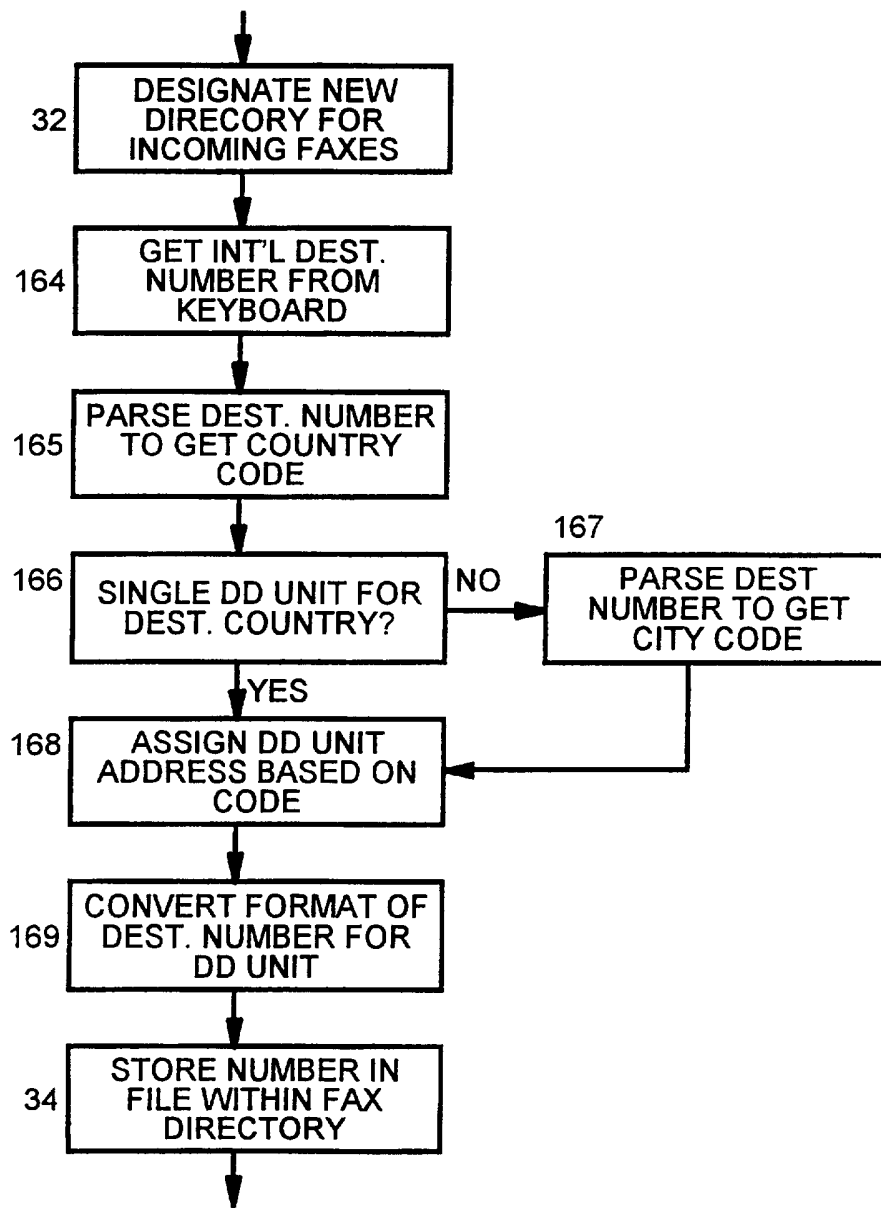 32
DESIGNATE NEW
DIRECORY FOR
INCOMING FAXES
164
GET INT'L DEST.
NUMBER FROM
KEYBOARD
165
PARSE DEST. NUMBER
TO GET COUNTRY
CODE
166
SINGLE DD UNIT FOR
DEST. COUNTRY?
NO
167
PARSE DEST
NUMBER TO GET
CITY CODE
YES
168
ASSIGN DD UNIT
ADDRESS BASED ON
CODE
169
CONVERT FORMAT OF
DEST. NUMBER FOR
DD UNIT
34
STORE NUMBER IN
FILE WITHIN FAX
DIRECTORY